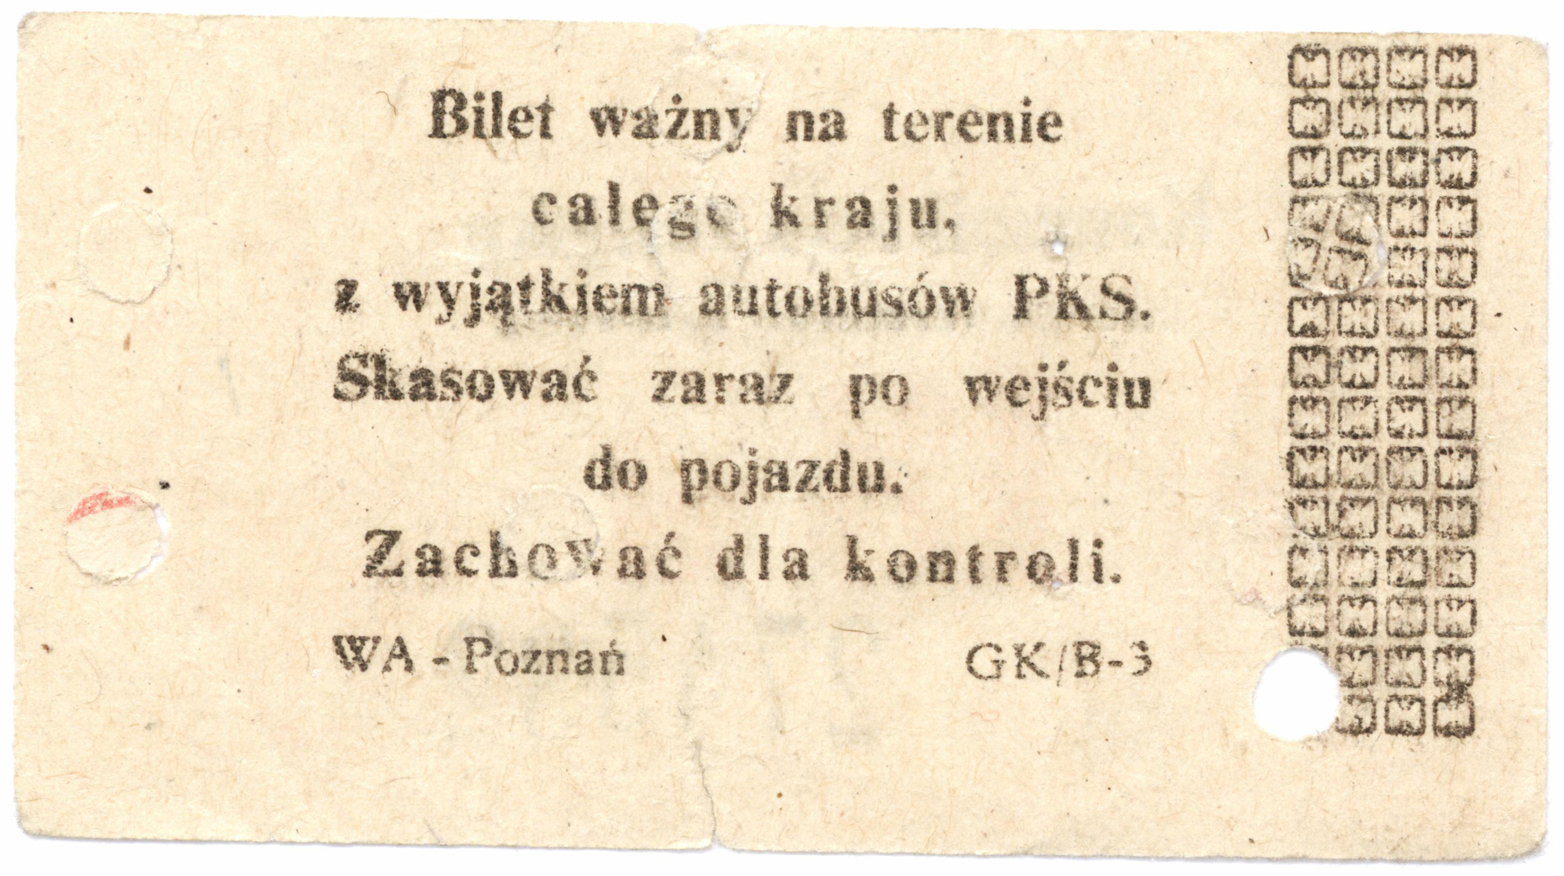 Bilet ważny na terenie
całego kraju,
z wyjątkiem autobusów PKS.
Skasować zaraz po wejściu
do pojazdu.
Zachować dla kontroli.
WA - Poznań GK/B-3